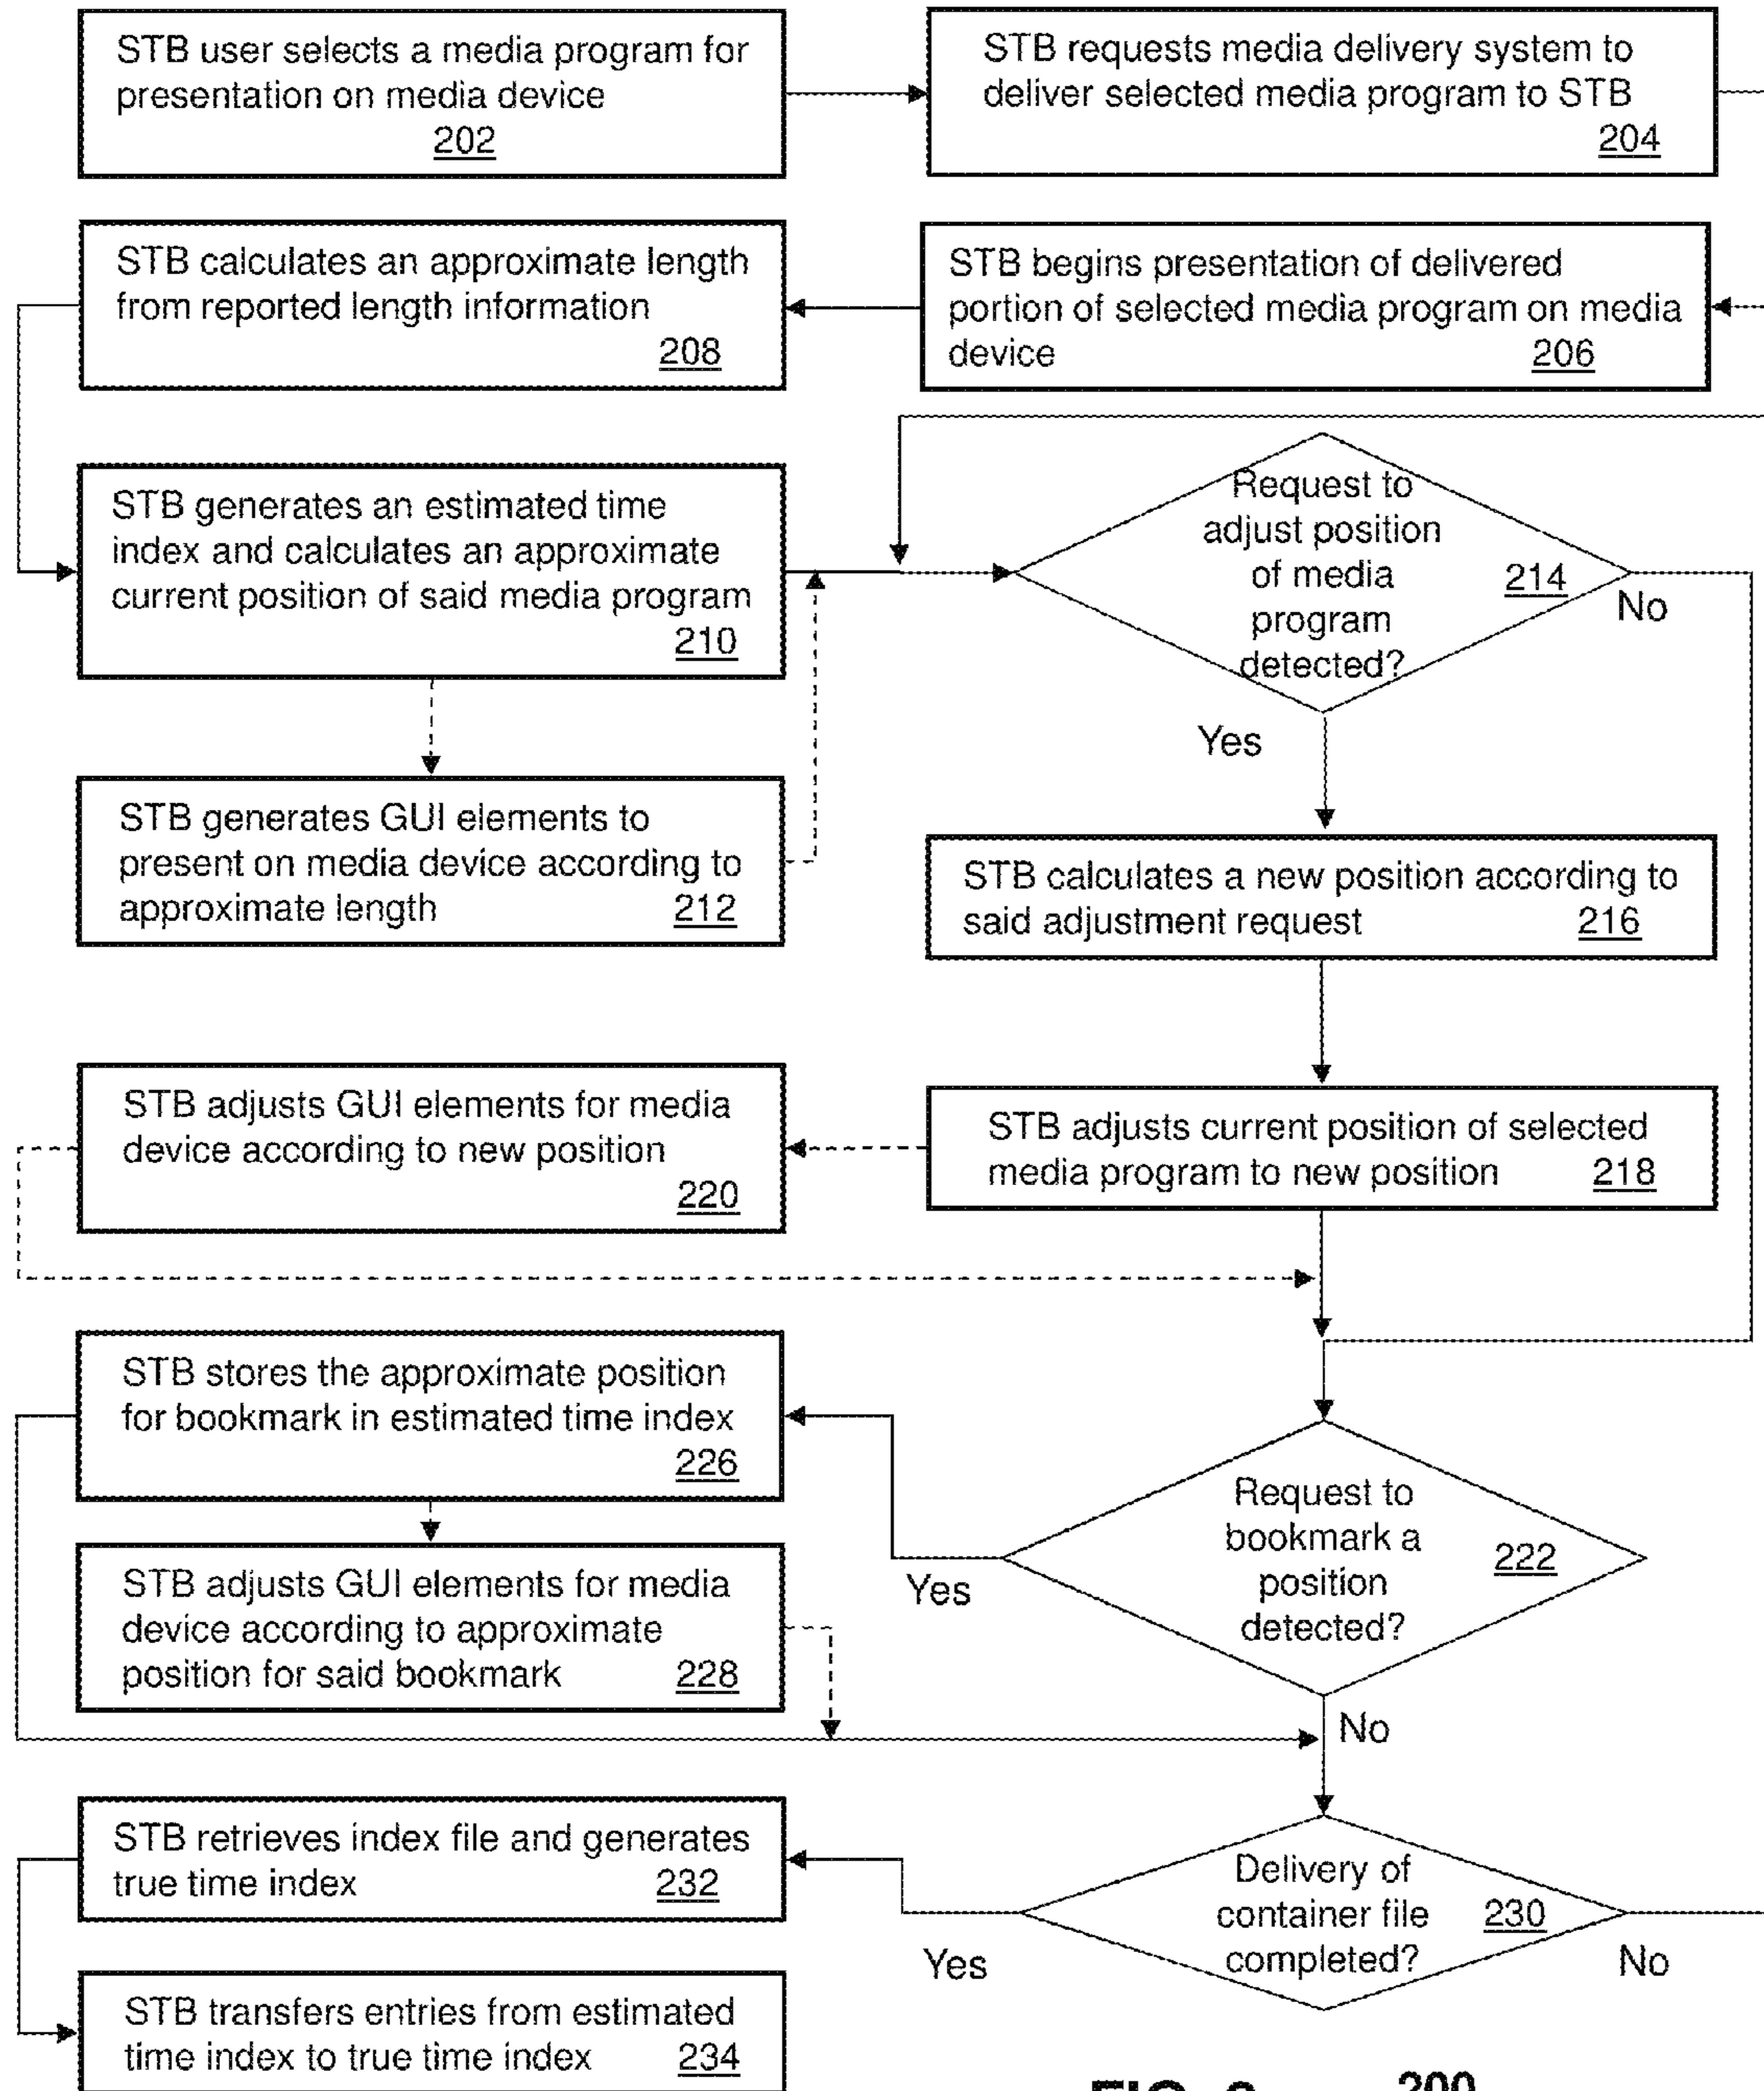 STB user selects a media program for
presentation on media device
202
STB requests media delivery system to
deliver selected media program to STB
204
STB begins presentation of delivered
portion of selected media program on media
device 206
STB calculates an approximate length
from reported length information
208
STB generates an estimated time
index and calculates an approximate
current position of said media program
210
STB generates GUI elements to
present on media device according to
approximate length 212
Request to
adjust position
of media
program
detected?
214
No
Yes
STB calculates a new position according to
said adjustment request 216
STB adjusts current position of selected
media program to new position 218
STB adjusts GUI elements for media
device according to new position
220
Request to
bookmark a
position
detected?
222
Yes
No
STB stores the approximate position
for bookmark in estimated time index
226
STB adjusts GUI elements for media
device according to approximate
position for said bookmark 228
Delivery of
container file
completed?
230
Yes
No
STB retrieves index file and generates
true time index 232
STB transfers entries from estimated
time index to true time index 234
200